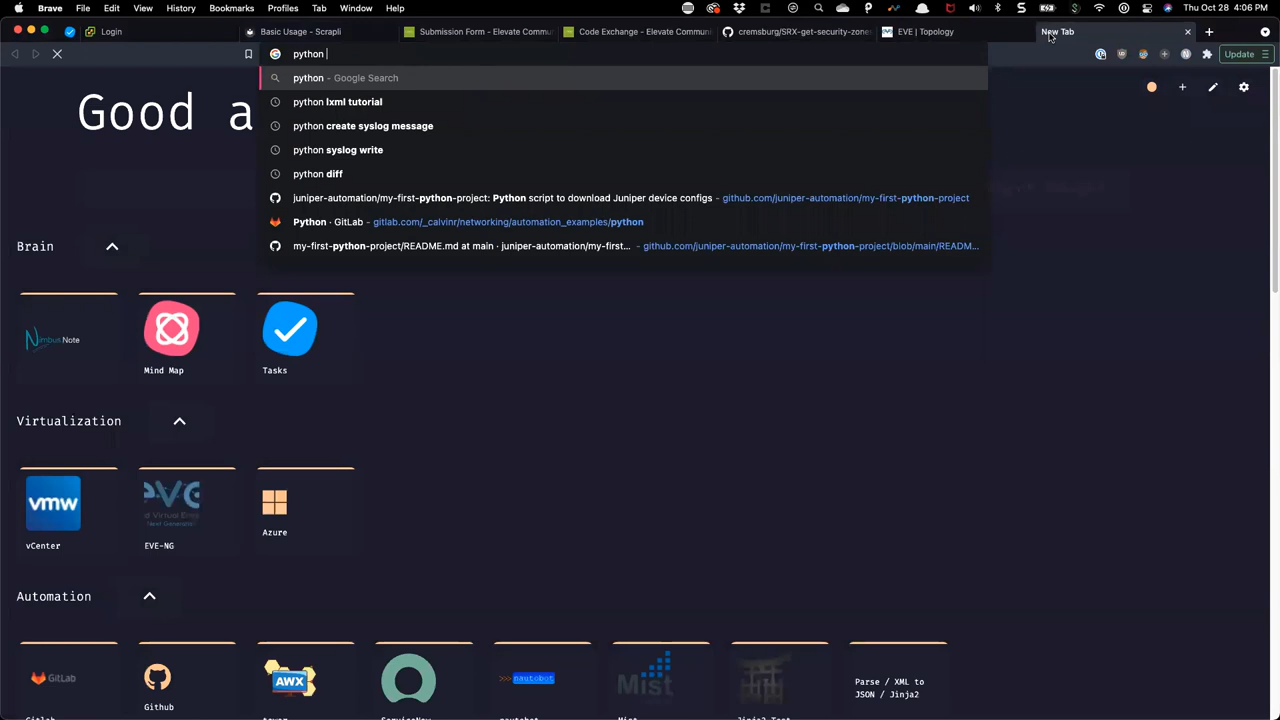 Brave File Edit View History Bookmarks Profiles Tab Window Help Thu Oct 28 4:06 PM
Login Basic Usage - Scrapli Submission Form - Elevate Commu Code Exchange - Elevate Commun cremsburg/SRX-get-security-zone EVE | Topology New Tab
python Update
python - Google Search
python lxml tutorial
python create syslog message
python syslog write
python diff
juniper-automation/my-first-python-project: Python script to download Juniper device configs - github.com/juniper-automation/my-first-python-project
Python · GitLab - gitlab.com/_calvinr/networking/automation_examples/python
my-first-python-project/README.md at main · juniper-automation/my-first... - github.com/juniper-automation/my-first-python-project/blob/main/READM...
Good a
Brain
Nimbus Note
Mind Map Tasks
Virtualization
vmw
vCenter EVE-NG Azure
Automation
GitLab AWX >>>nautobot Mist
Github
Parse / XML to
JSON / Jinja2